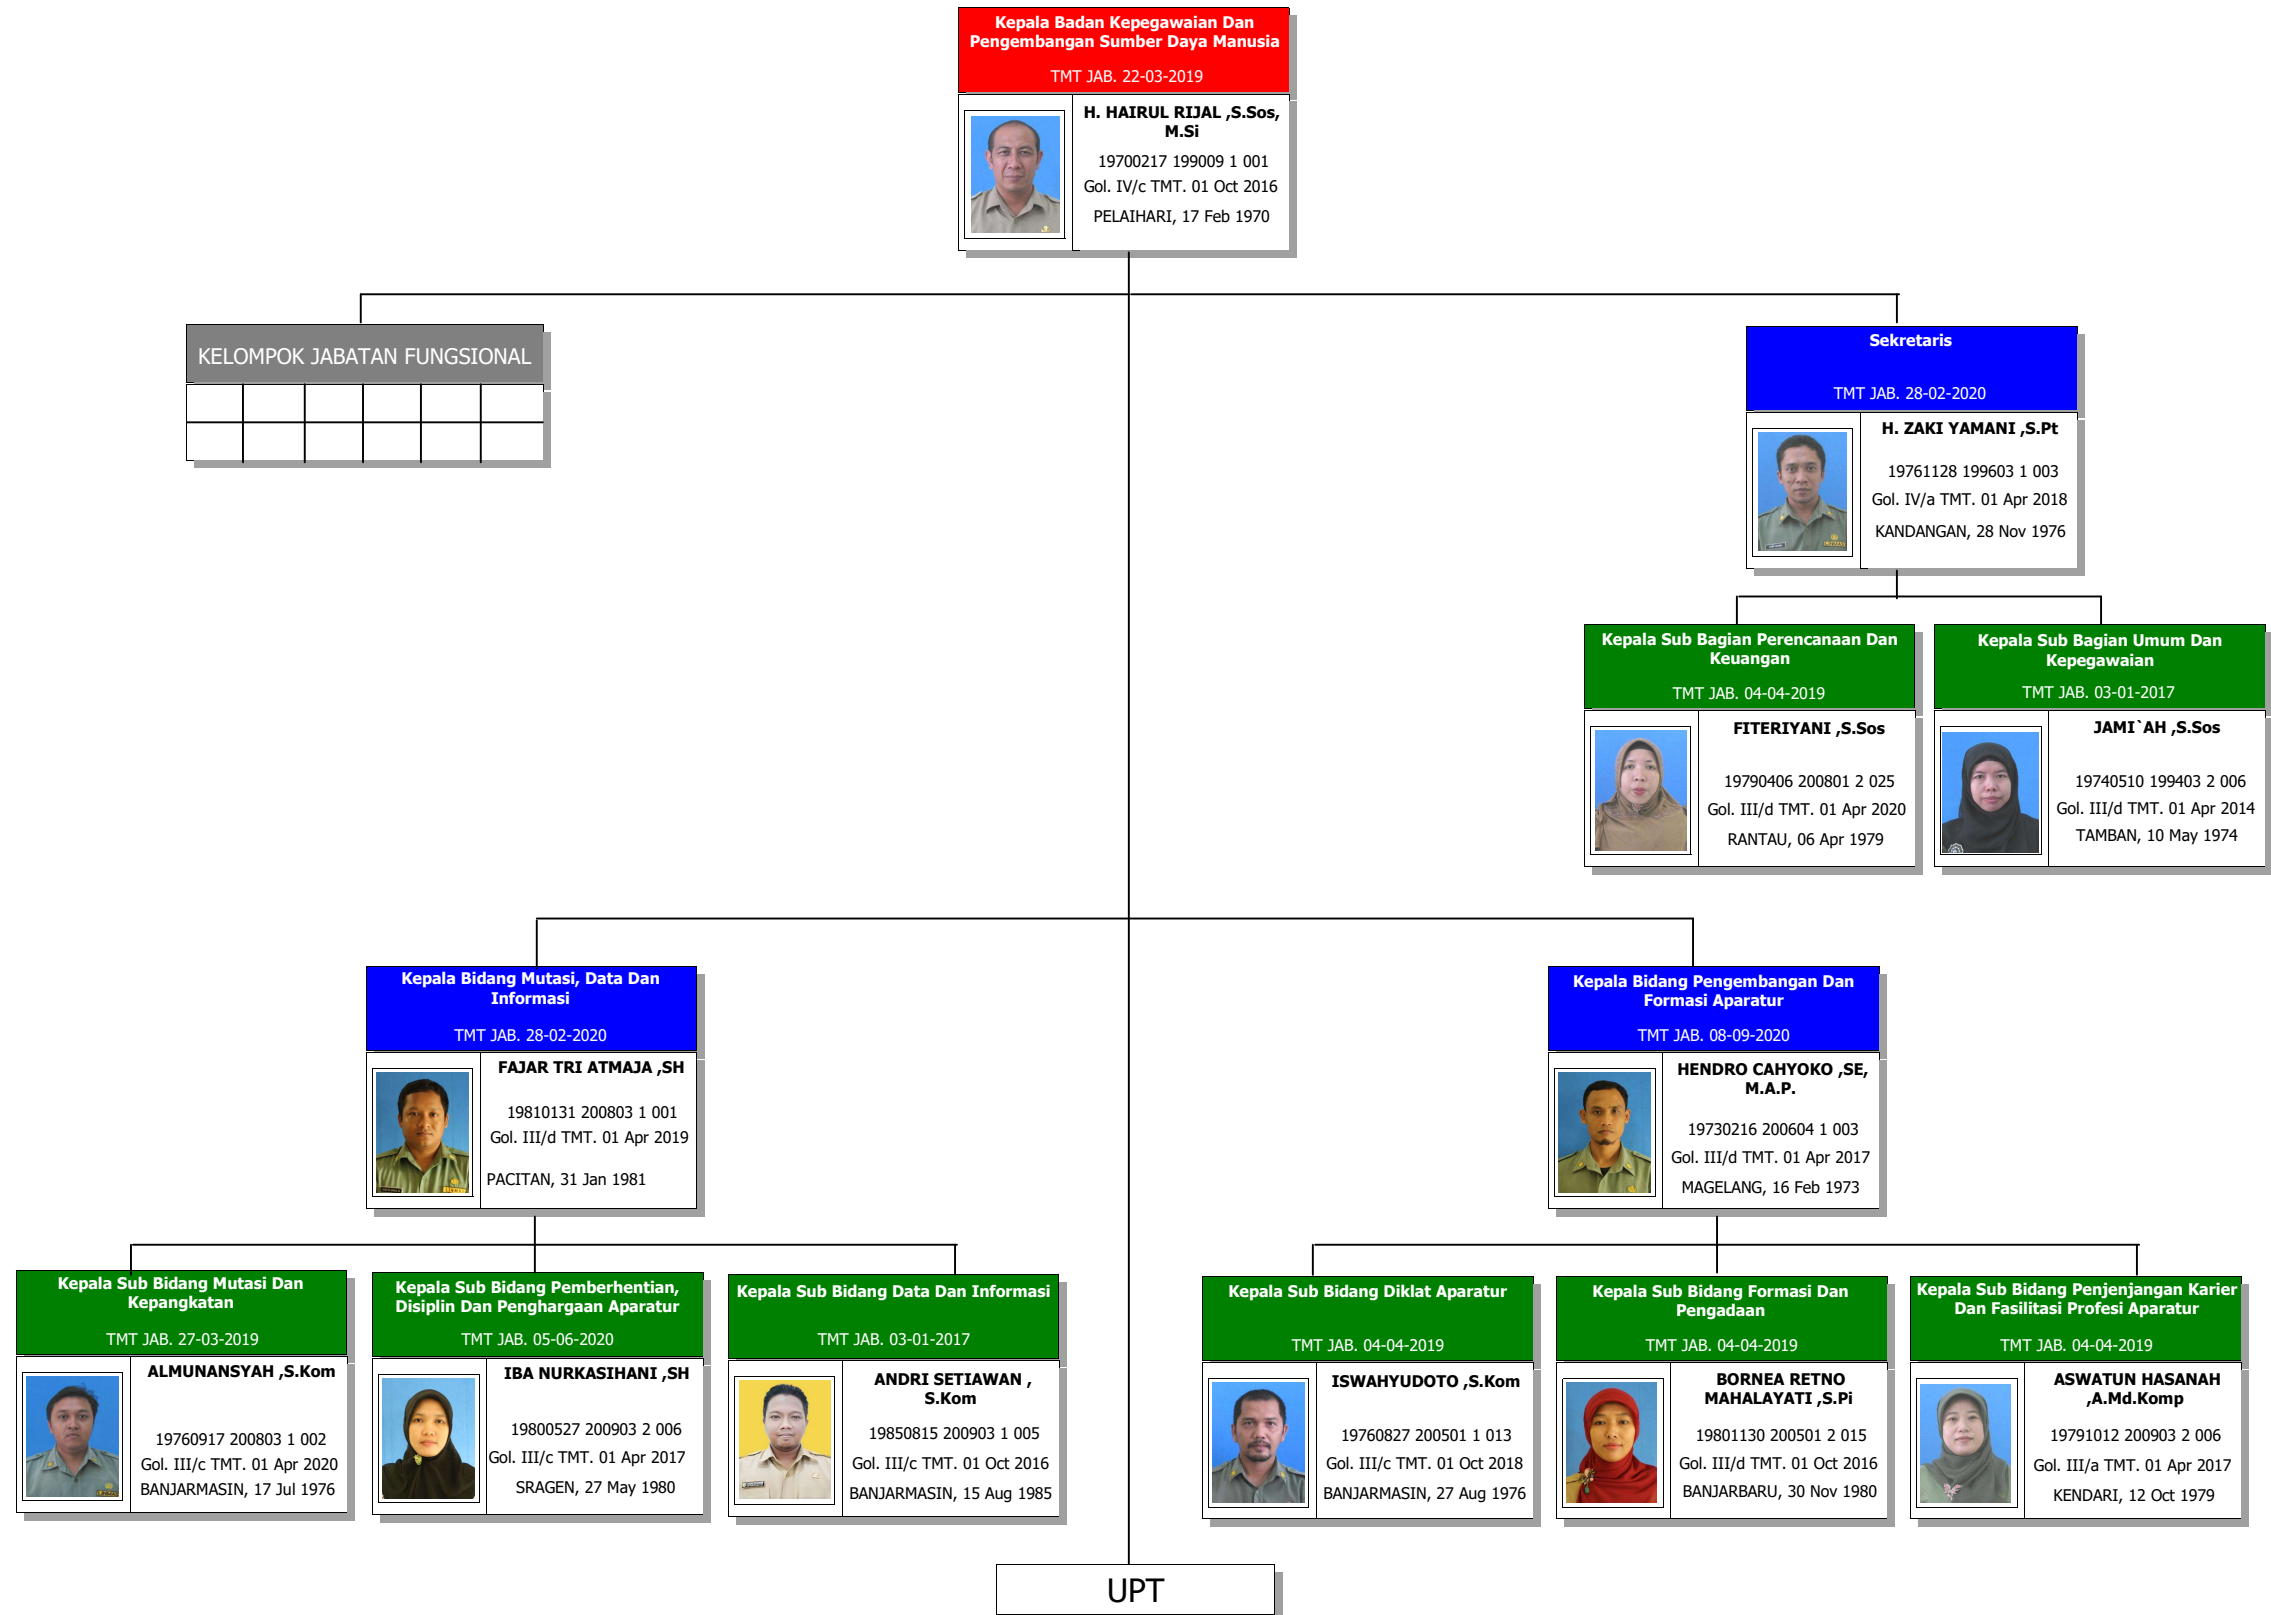 Kepala Badan Kepegawaian Dan
Pengembangan Sumber Daya Manusia
TMT JAB. 22-03-2019
H. HAIRUL RIJAL ,S.Sos,
M.Si
19700217 199009 1 001
Gol. IV/c TMT. 01 Oct 2016
PELAIHARI, 17 Feb 1970
KELOMPOK JABATAN FUNGSIONAL
Sekretaris
TMT JAB. 28-02-2020
H. ZAKI YAMANI ,S.Pt
19761128 199603 1 003
Gol. IV/a TMT. 01 Apr 2018
KANDANGAN, 28 Nov 1976
Kepala Sub Bagian Perencanaan Dan
Keuangan
TMT JAB. 04-04-2019
FITERIYANI ,S.Sos
19790406 200801 2 025
Gol. III/d TMT. 01 Apr 2020
RANTAU, 06 Apr 1979
Kepala Sub Bagian Umum Dan
Kepegawaian
TMT JAB. 03-01-2017
JAMI`AH ,S.Sos
19740510 199403 2 006
Gol. III/d TMT. 01 Apr 2014
TAMBAN, 10 May 1974
Kepala Bidang Mutasi, Data Dan
Informasi
TMT JAB. 28-02-2020
FAJAR TRI ATMAJA ,SH
19810131 200803 1 001
Gol. III/d TMT. 01 Apr 2019
PACITAN, 31 Jan 1981
Kepala Bidang Pengembangan Dan
Formasi Aparatur
TMT JAB. 08-09-2020
HENDRO CAHYOKO ,SE,
M.A.P.
19730216 200604 1 003
Gol. III/d TMT. 01 Apr 2017
MAGELANG, 16 Feb 1973
Kepala Sub Bidang Mutasi Dan
Kepangkatan
TMT JAB. 27-03-2019
ALMUNANSYAH ,S.Kom
19760917 200803 1 002
Gol. III/c TMT. 01 Apr 2020
BANJARMASIN, 17 Jul 1976
Kepala Sub Bidang Pemberhentian,
Disiplin Dan Penghargaan Aparatur
TMT JAB. 05-06-2020
IBA NURKASIHANI ,SH
19800527 200903 2 006
Gol. III/c TMT. 01 Apr 2017
SRAGEN, 27 May 1980
Kepala Sub Bidang Data Dan Informasi
TMT JAB. 03-01-2017
ANDRI SETIAWAN ,
S.Kom
19850815 200903 1 005
Gol. III/c TMT. 01 Oct 2016
BANJARMASIN, 15 Aug 1985
Kepala Sub Bidang Diklat Aparatur
TMT JAB. 04-04-2019
ISWAHYUDOTO ,S.Kom
19760827 200501 1 013
Gol. III/c TMT. 01 Oct 2018
BANJARMASIN, 27 Aug 1976
Kepala Sub Bidang Formasi Dan
Pengadaan
TMT JAB. 04-04-2019
BORNEA RETNO
MAHALAYATI ,S.Pi
19801130 200501 2 015
Gol. III/d TMT. 01 Oct 2016
BANJARBARU, 30 Nov 1980
Kepala Sub Bidang Penjenjangan Karier
Dan Fasilitasi Profesi Aparatur
TMT JAB. 04-04-2019
ASWATUN HASANAH
,A.Md.Komp
19791012 200903 2 006
Gol. III/a TMT. 01 Apr 2017
KENDARI, 12 Oct 1979
UPT